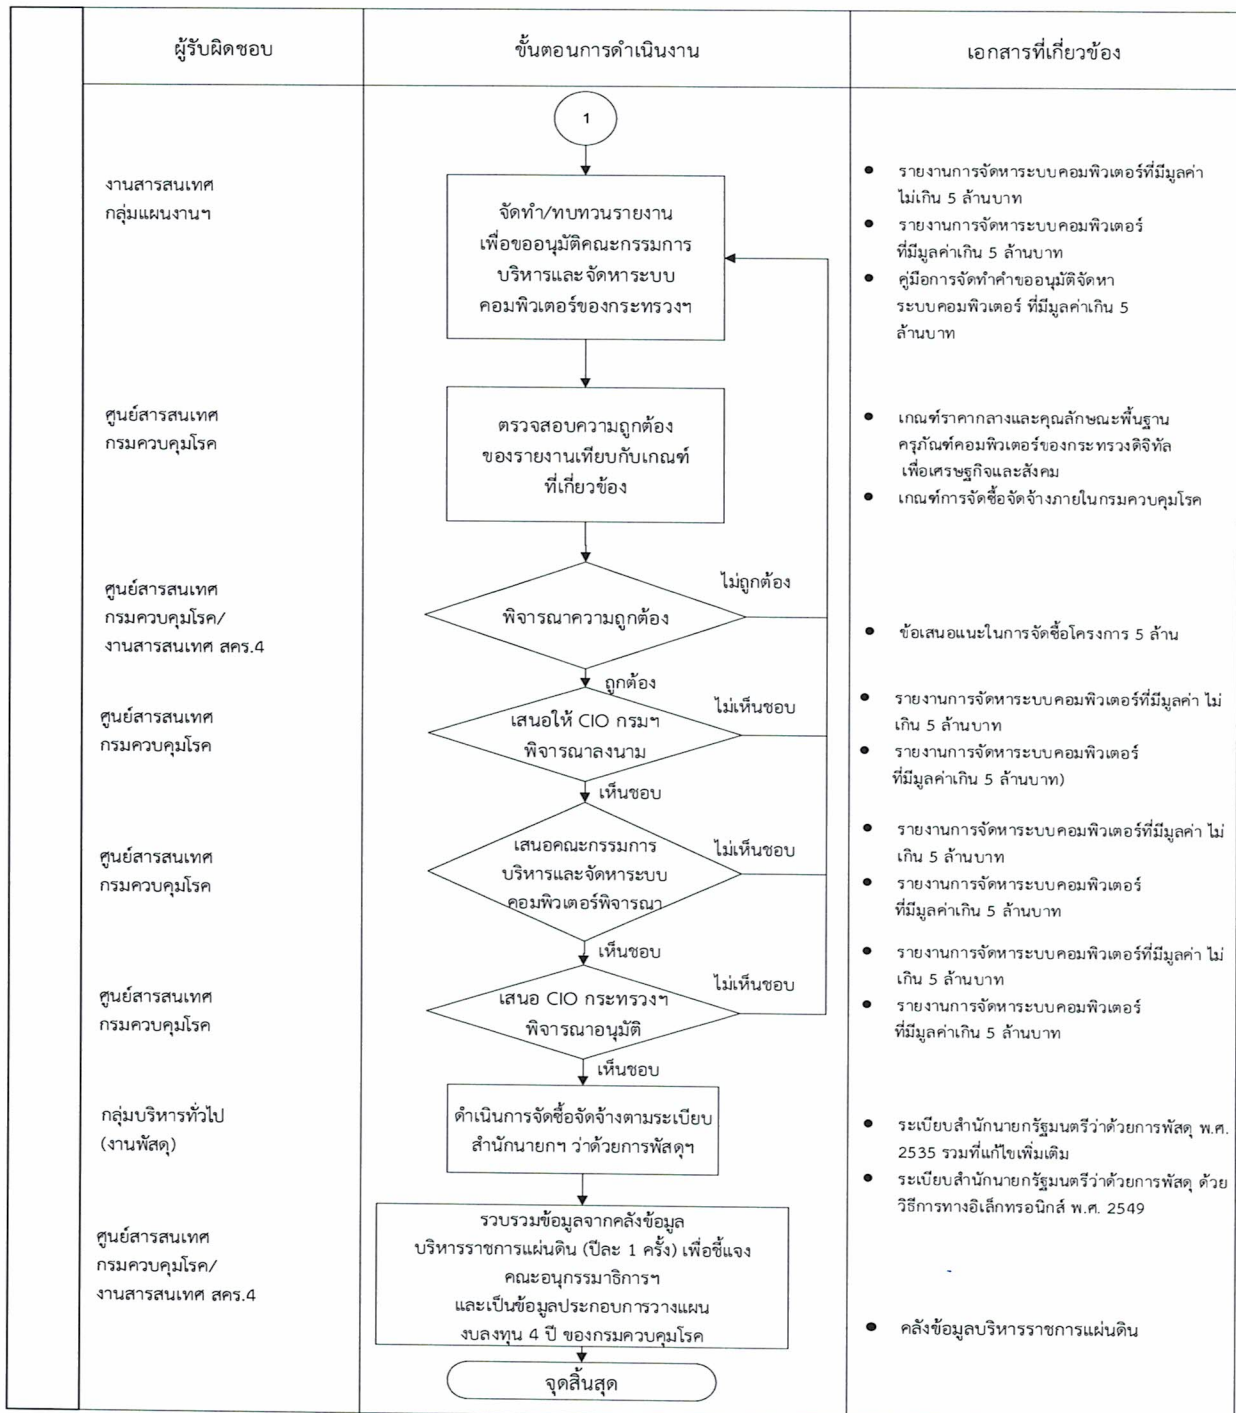 ผู้รับผิดชอบ
ขั้นตอนการดำเนินงาน
เอกสารที่เกี่ยวข้อง
1
งานสารสนเทศ
กลุ่มแผนงานฯ
จัดทำ/ทบทวนรายงาน
เพื่อขออนุมัติคณะกรรมการ
บริหารและจัดหาระบบ
คอมพิวเตอร์ของกระทรวงฯ
รายงานการจัดหาระบบคอมพิวเตอร์ที่มีมูลค่า
ไม่เกิน 5 ล้านบาท
รายงานการจัดหาระบบคอมพิวเตอร์
ที่มีมูลค่าเกิน 5 ล้านบาท
คู่มือการจัดทำคำขออนุมัติจัดหา
ระบบคอมพิวเตอร์ ที่มีมูลค่าเกิน 5
ล้านบาท
ศูนย์สารสนเทศ
กรมควบคุมโรค
ตรวจสอบความถูกต้อง
ของรายงานเทียบกับเกณฑ์
ที่เกี่ยวข้อง
เกณฑ์ราคากลางและคุณลักษณะพื้นฐาน
ครุภัณฑ์คอมพิวเตอร์ของกระทรวงดิจิทัล
เพื่อเศรษฐกิจและสังคม
เกณฑ์การจัดซื้อจัดจ้างภายในกรมควบคุมโรค
ศูนย์สารสนเทศ
กรมควบคุมโรค/
งานสารสนเทศ สคร.4
พิจารณาความถูกต้อง
ไม่ถูกต้อง
ถูกต้อง
ข้อเสนอแนะในการจัดซื้อโครงการ 5 ล้าน
ศูนย์สารสนเทศ
กรมควบคุมโรค
เสนอให้ CIO กรมฯ
พิจารณาลงนาม
ไม่เห็นชอบ
เห็นชอบ
รายงานการจัดหาระบบคอมพิวเตอร์ที่มีมูลค่า ไม่
เกิน 5 ล้านบาท
รายงานการจัดหาระบบคอมพิวเตอร์
ที่มีมูลค่าเกิน 5 ล้านบาท)
ศูนย์สารสนเทศ
กรมควบคุมโรค
เสนอคณะกรรมการ
บริหารและจัดหาระบบ
คอมพิวเตอร์พิจารณา
ไม่เห็นชอบ
เห็นชอบ
รายงานการจัดหาระบบคอมพิวเตอร์ที่มีมูลค่า ไม่
เกิน 5 ล้านบาท
รายงานการจัดหาระบบคอมพิวเตอร์
ที่มีมูลค่าเกิน 5 ล้านบาท
ศูนย์สารสนเทศ
กรมควบคุมโรค
เสนอ CIO กระทรวงฯ
พิจารณาอนุมัติ
ไม่เห็นชอบ
เห็นชอบ
รายงานการจัดหาระบบคอมพิวเตอร์ที่มีมูลค่า ไม่
เกิน 5 ล้านบาท
รายงานการจัดหาระบบคอมพิวเตอร์
ที่มีมูลค่าเกิน 5 ล้านบาท
กลุ่มบริหารทั่วไป
(งานพัสดุ)
ดำเนินการจัดซื้อจัดจ้างตามระเบียบ
สำนักนายกฯ ว่าด้วยการพัสดุฯ
ระเบียบสำนักนายกรัฐมนตรีว่าด้วยการพัสดุ พ.ศ.
2535 รวมที่แก้ไขเพิ่มเติม
ระเบียบสำนักนายกรัฐมนตรีว่าด้วยการพัสดุ ด้วย
วิธีการทางอิเล็กทรอนิกส์ พ.ศ. 2549
ศูนย์สารสนเทศ
กรมควบคุมโรค/
งานสารสนเทศ สคร.4
รวบรวมข้อมูลจากคลังข้อมูล
บริหารราชการแผ่นดิน (ปีละ 1 ครั้ง) เพื่อชี้แจง
คณะอนุกรรมาธิการฯ
และเป็นข้อมูลประกอบการวางแผน
งบลงทุน 4 ปี ของกรมควบคุมโรค
คลังข้อมูลบริหารราชการแผ่นดิน
จุดสิ้นสุด